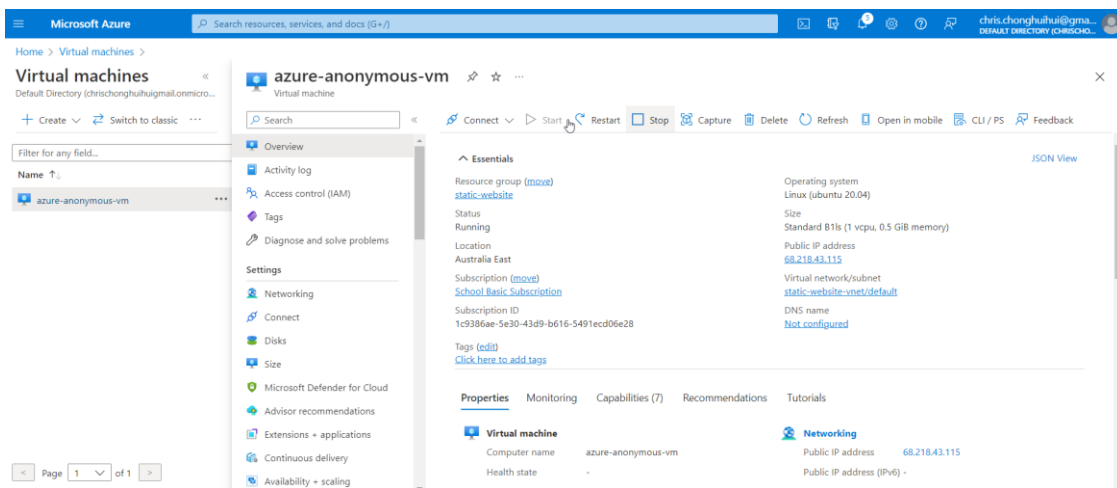 Microsoft Azure
Search resources, services, and docs (G+/)
5
chris.chonghuihui@gma...
DEFAULT DIRECTORY (CHRISCHO...
Home > Virtual machines >
Virtual machines
Default Directory (chrischonghuihuigmail.onmicro...
+ Create
Switch to classic
...
Filter for any field...
Name ↑↓
azure-anonymous-vm
...
< Page 1 of 1 >
azure-anonymous-vm
...
Virtual machine
Search
«
Overview
Activity log
Access control (IAM)
Tags
Diagnose and solve problems
Settings
Networking
Connect
Disks
Size
Microsoft Defender for Cloud
Advisor recommendations
Extensions + applications
Continuous delivery
Availability + scaling
Connect
Start
Restart
Stop
Capture
Delete
Refresh
Open in mobile
CLI / PS
Feedback
Essentials
JSON View
Resource group (move)
static-website
Status
Running
Location
Australia East
Subscription (move)
School Basic Subscription
Subscription ID
1c9386ae-5e30-43d9-b616-5491ecd06e28
Tags (edit)
Click here to add tags
Operating system
Linux (ubuntu 20.04)
Size
Standard B1ls (1 vcpu, 0.5 GiB memory)
Public IP address
68.218.43.115
Virtual network/subnet
static-website-vnet/default
DNS name
Not configured
Properties
Monitoring
Capabilities (7)
Recommendations
Tutorials
Virtual machine
Computer name azure-anonymous-vm
Health state -
Networking
Public IP address 68.218.43.115
Public IP address (IPv6) -